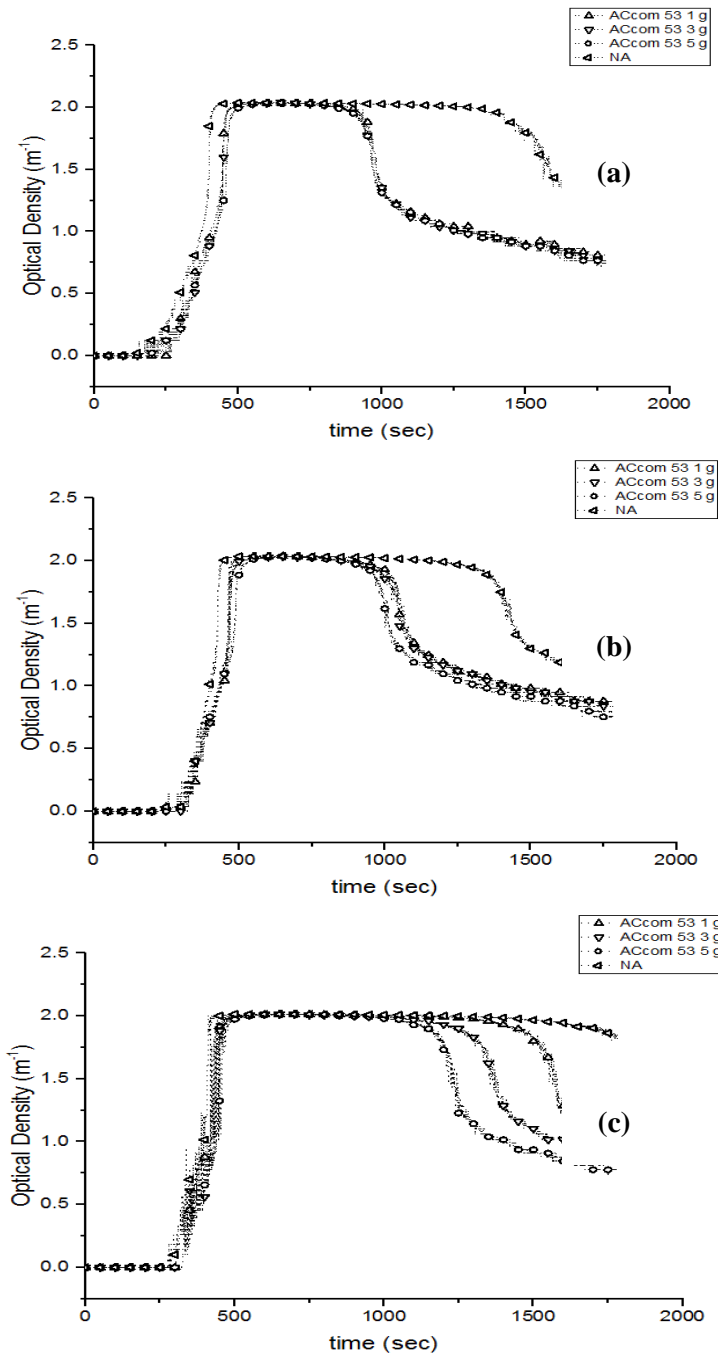 ACcom 53 1 g
ACcom 53 3 g
ACcom 53 5 g
NA
2.5
2.0
1.5
1.0
0.5
0.0
Optical Density (m-1)
(a)
0
500
1000
1500
2000
time (sec)
ACcom 53 1 g
ACcom 53 3 g
ACcom 53 5 g
NA
2.5
2.0
1.5
1.0
0.5
0.0
Optical Density (m-1)
(b)
0
500
1000
1500
2000
time (sec)
ACcom 53 1 g
ACcom 53 3 g
ACcom 53 5 g
NA
2.5
2.0
1.5
1.0
0.5
0.0
Optical Density (m-1)
(c)
0
500
1000
1500
2000
time (sec)